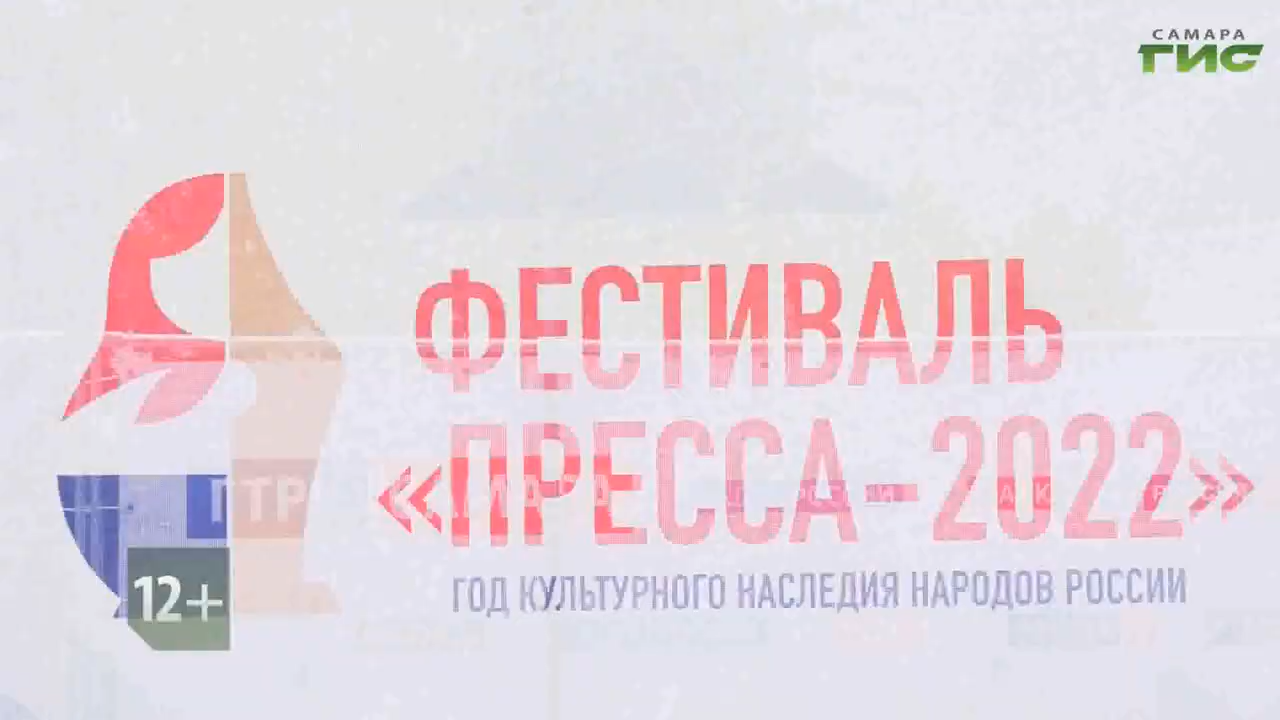 САМАРА
ГИС
ФЕСТИВАЛЬ
«ПРЕССА-2022»
ГОД КУЛЬТУРНОГО НАСЛЕДИЯ НАРОДОВ РОССИИ
12+